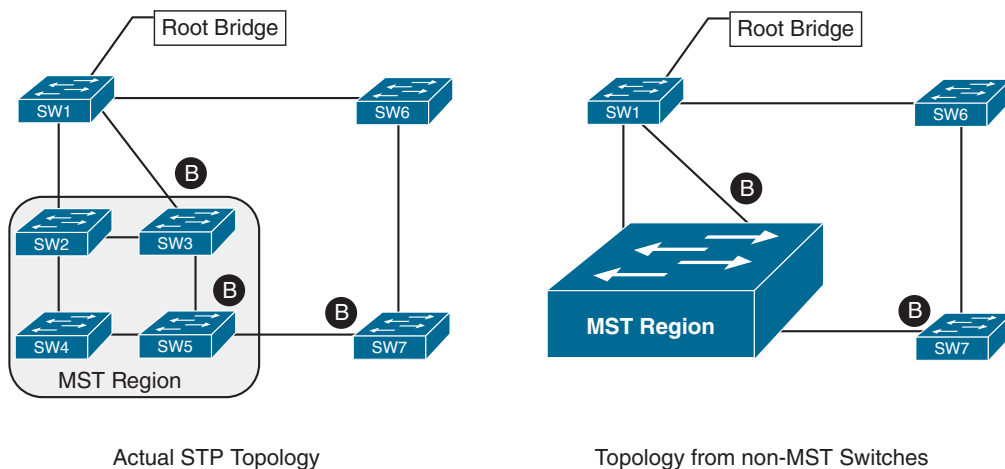 Root Bridge
SW1
SW6
B
SW2
SW3
B
B
SW4
SW5
SW7
MST Region
Actual STP Topology
Root Bridge
SW1
SW6
B
MST Region
B
SW7
Topology from non-MST Switches